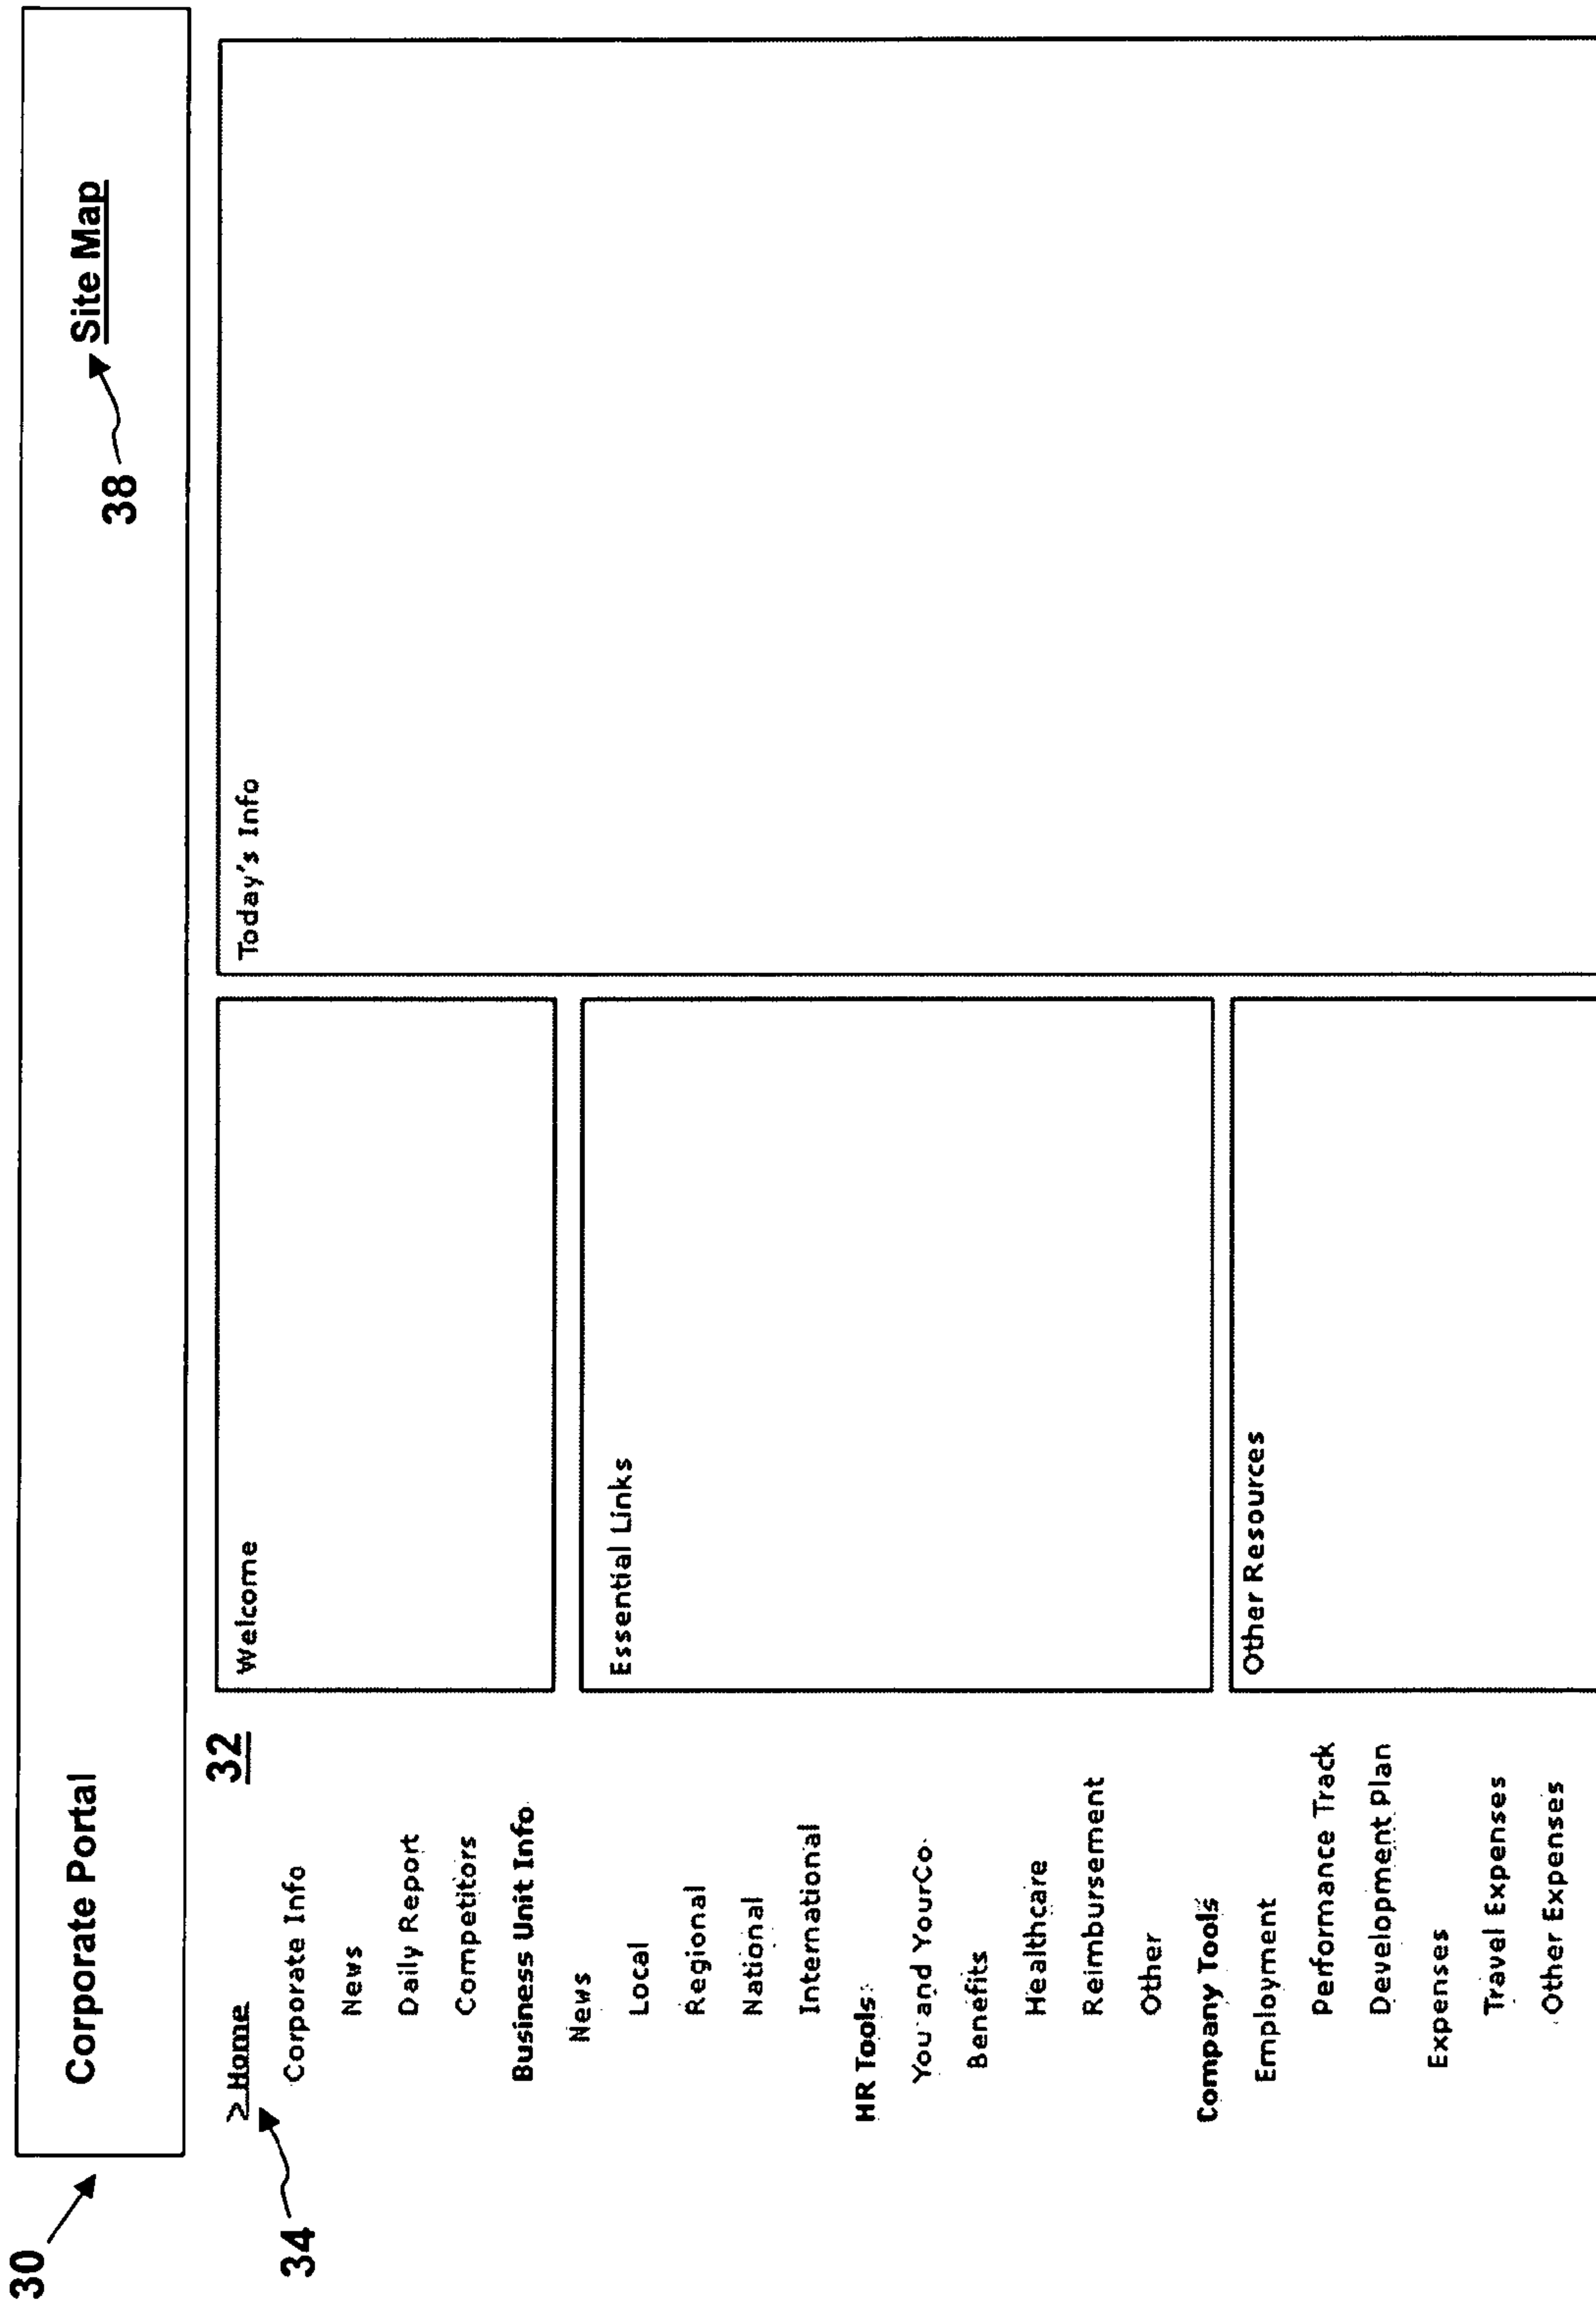 30
Corporate Portal
38
Site Map
34
> Home
32
Corporate Info
News
Daily Report
Competitors
Business Unit Info
News
Local
Regional
National
International
HR Tools
You and YourCo
Benefits
Healthcare
Reimbursement
Other
Company Tools
Employment
Performance Track
Development Plan
Expenses
Travel Expenses
Other Expenses
Welcome
Essential Links
Other Resources
Today's Info